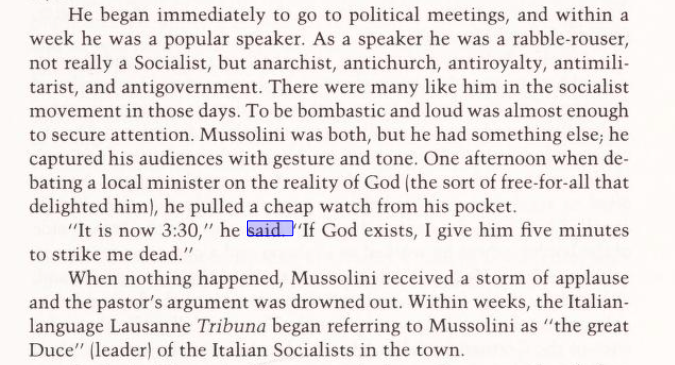 He began immediately to go to political meetings, and within a
week he was a popular speaker. As a speaker he was a rabble-rouser,
not really a Socialist, but anarchist, antichurch, antiroyalty, antimili-
tarist, and antigovernment. There were many like him in the socialist
movement in those days. To be bombastic and loud was almost enough
to secure attention. Mussolini was both, but he had something else; he
captured his audiences with gesture and tone. One afternoon when de-
bating a local minister on the reality of God (the sort of free-for-all that
delighted him), he pulled a cheap watch from his pocket.
"It is now 3:30," he said. "If God exists, I give him five minutes
to strike me dead."
When nothing happened, Mussolini received a storm of applause
and the pastor's argument was drowned out. Within weeks, the Italian-
language Lausanne Tribuna began referring to Mussolini as "the great
Duce" (leader) of the Italian Socialists in the town.